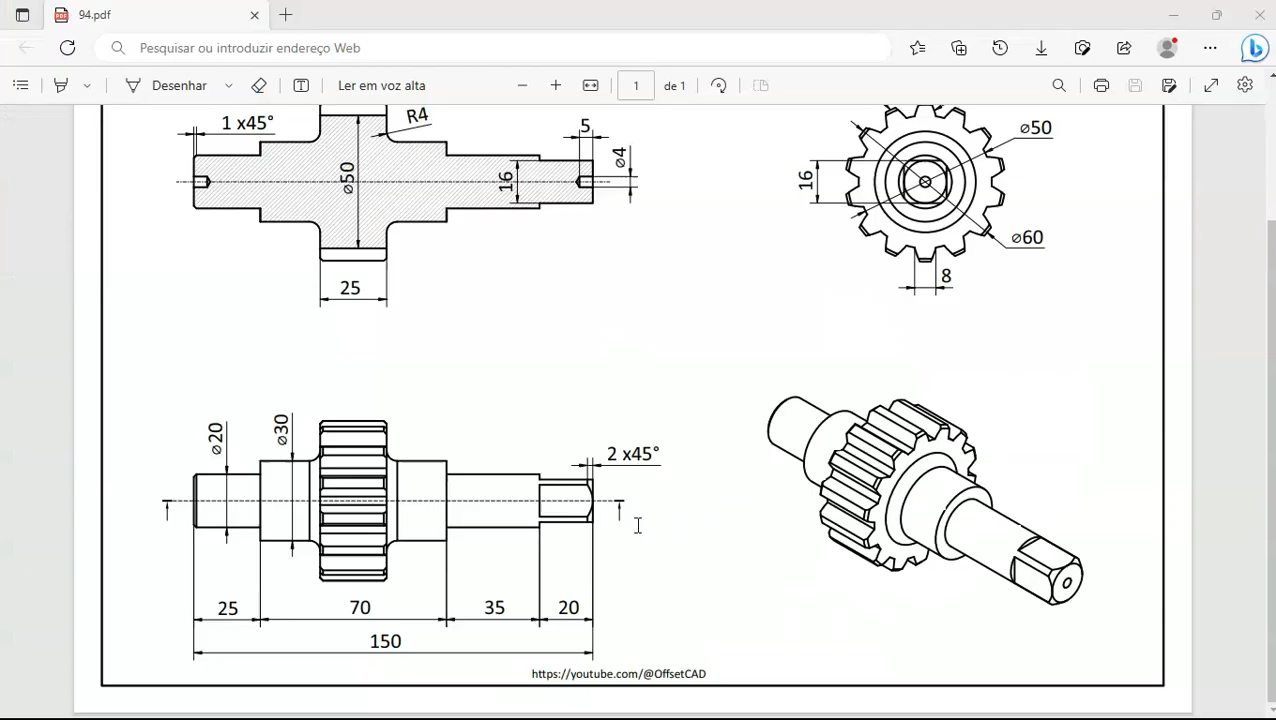 94.pdf
Pesquisar ou introduzir endereço Web
Desenhar
Ler em voz alta
1
de 1
1 x45°
R4
5
⌀50
16
⌀4
25
⌀50
16
⌀60
8
⌀20
⌀30
2 x45°
25
70
35
20
150
https://youtube.com/@OffsetCAD